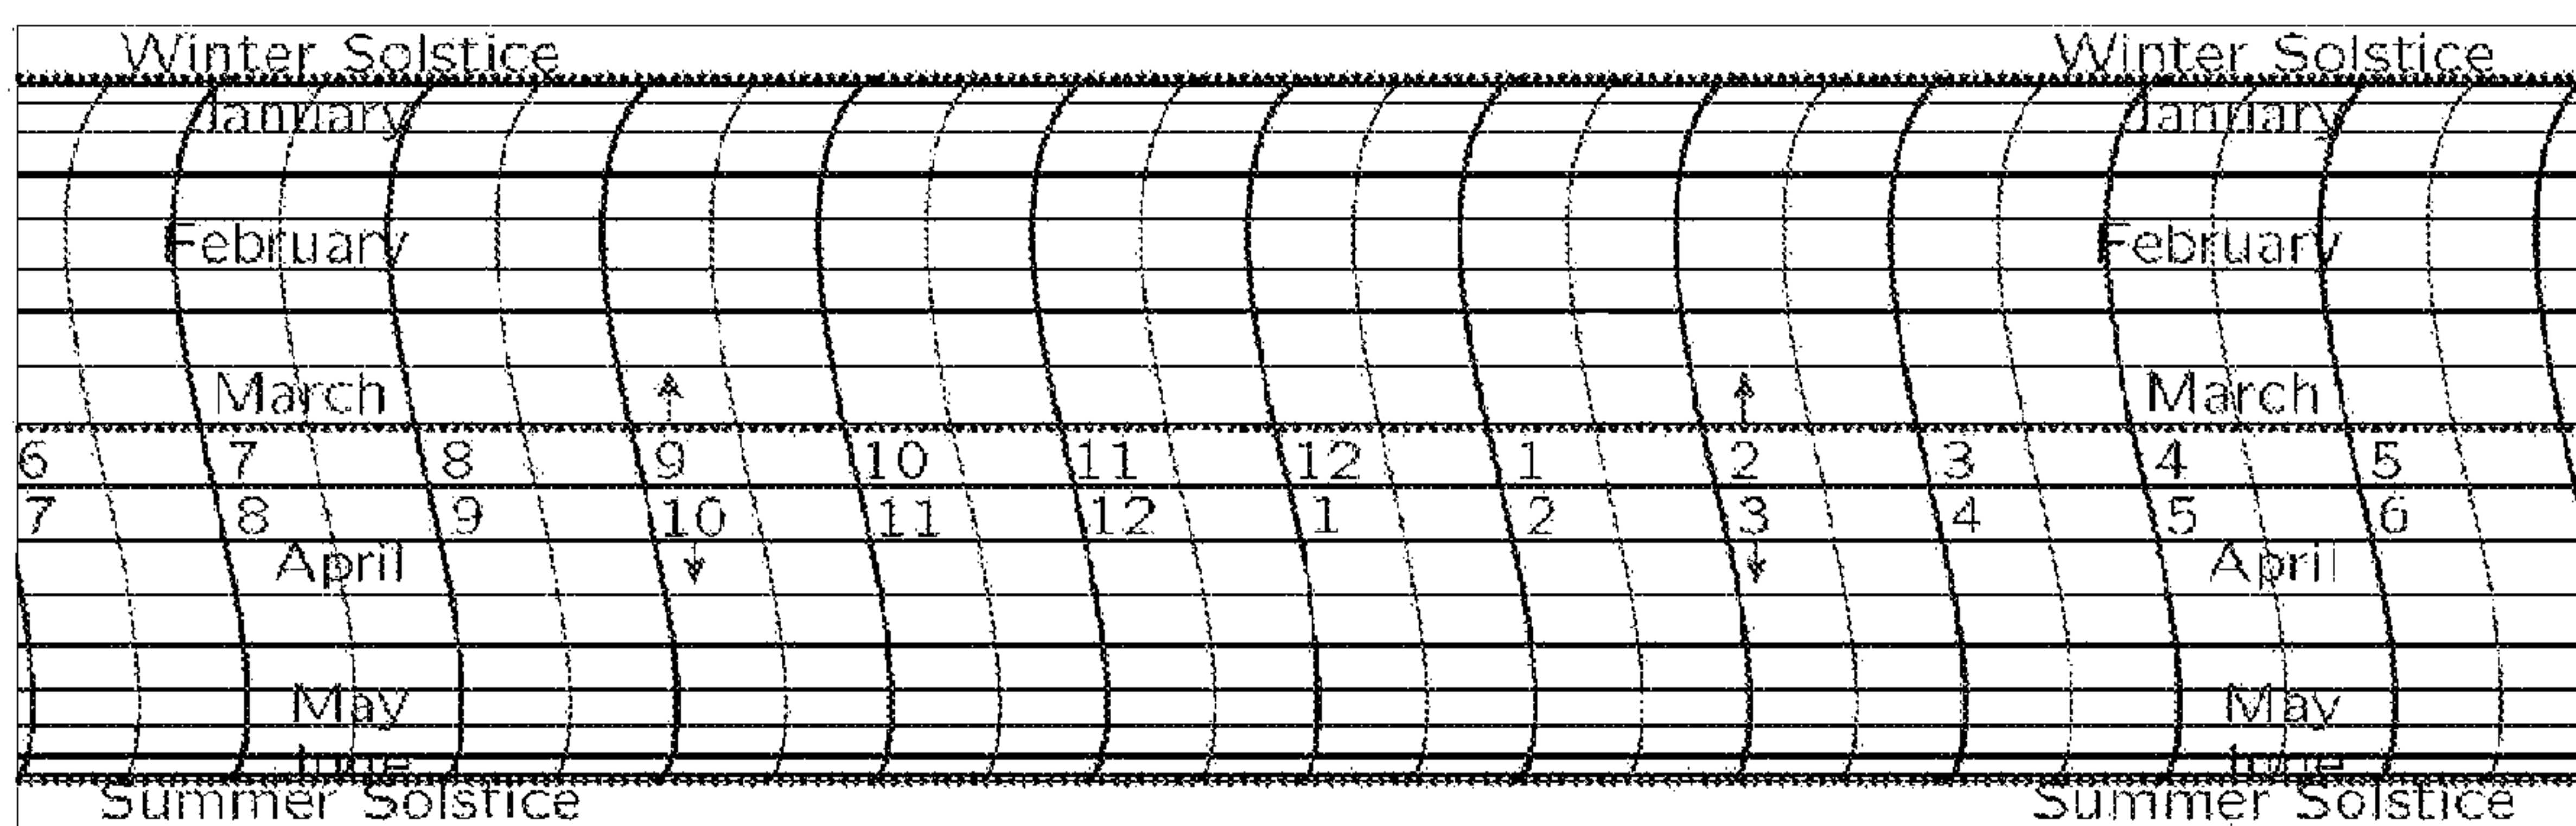 Winter Solstice Winter Solstice
January January
February February
March ↑ ↑ March
6 7 8 9 10 11 12 1 2 3 4 5
7 8 9 10 11 12 1 2 3 4 5 6
April ↓ ↓ April
May May
June June
Summer Solstice Summer Solstice